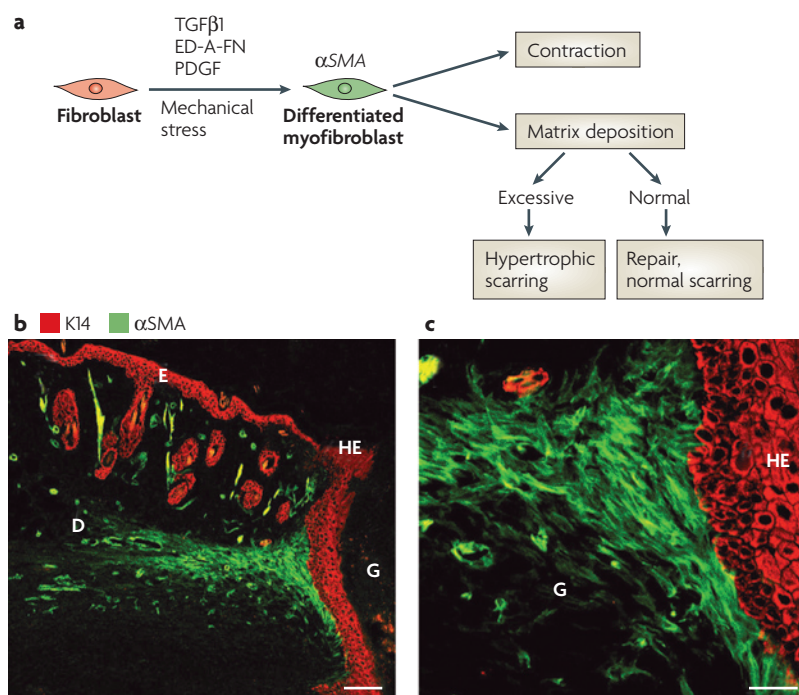 a
TGFβ1
ED-A-FN
PDGF
Mechanical
stress
Fibroblast
αSMA
Differentiated
myofibroblast
Contraction
Matrix deposition
Excessive
Normal
Hypertrophic
scarring
Repair,
normal scarring
b K14 αSMA
E
HE
D
G
c
HE
G